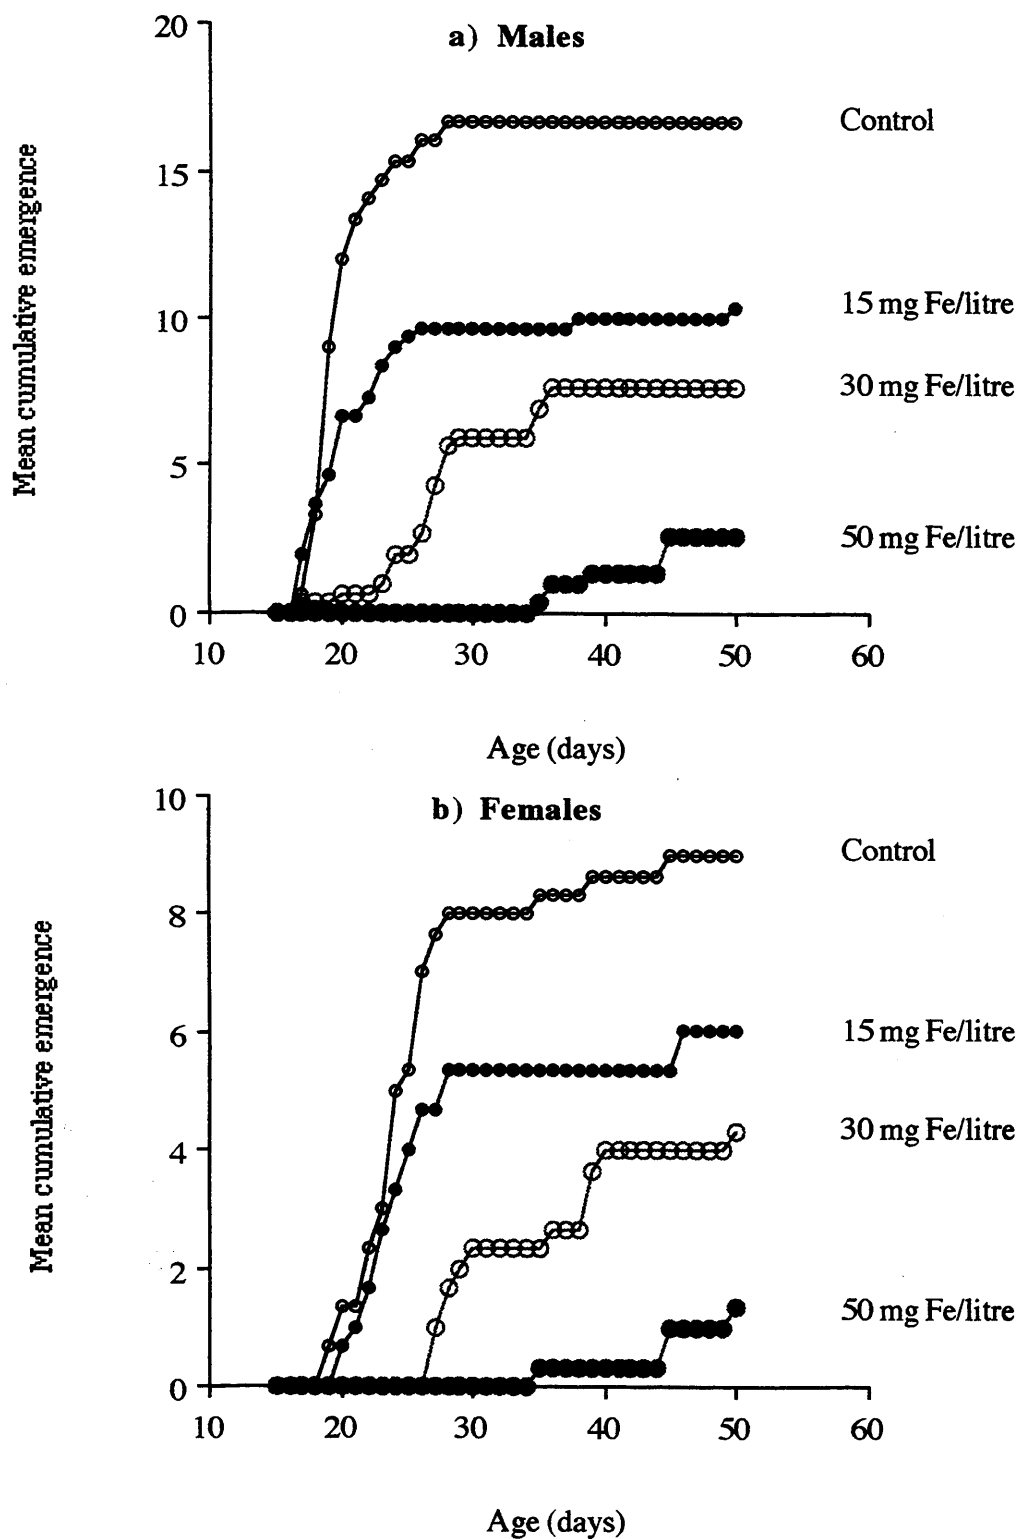 a) Males
20
15
10
5
0
Mean cumulative emergence
Control
15 mg Fe/litre
30 mg Fe/litre
50 mg Fe/litre
10 20 30 40 50 60
Age (days)
b) Females
10
8
6
4
2
0
Mean cumulative emergence
Control
15 mg Fe/litre
30 mg Fe/litre
50 mg Fe/litre
10 20 30 40 50 60
Age (days)